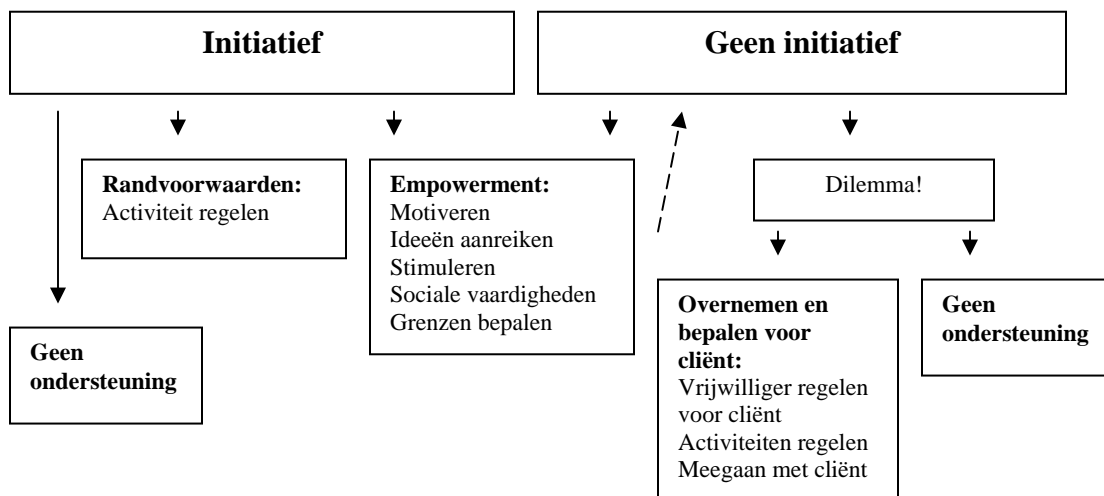 Initiatief
Geen initiatief
Randvoorwaarden:
Activiteit regelen
Empowerment:
Motiveren
Ideeën aanreiken
Stimuleren
Sociale vaardigheden
Grenzen bepalen
Dilemma!
Geen
ondersteuning
Overnemen en
bepalen voor
cliënt:
Vrijwilliger regelen
voor cliënt
Activiteiten regelen
Meegaan met cliënt
Geen
ondersteuning